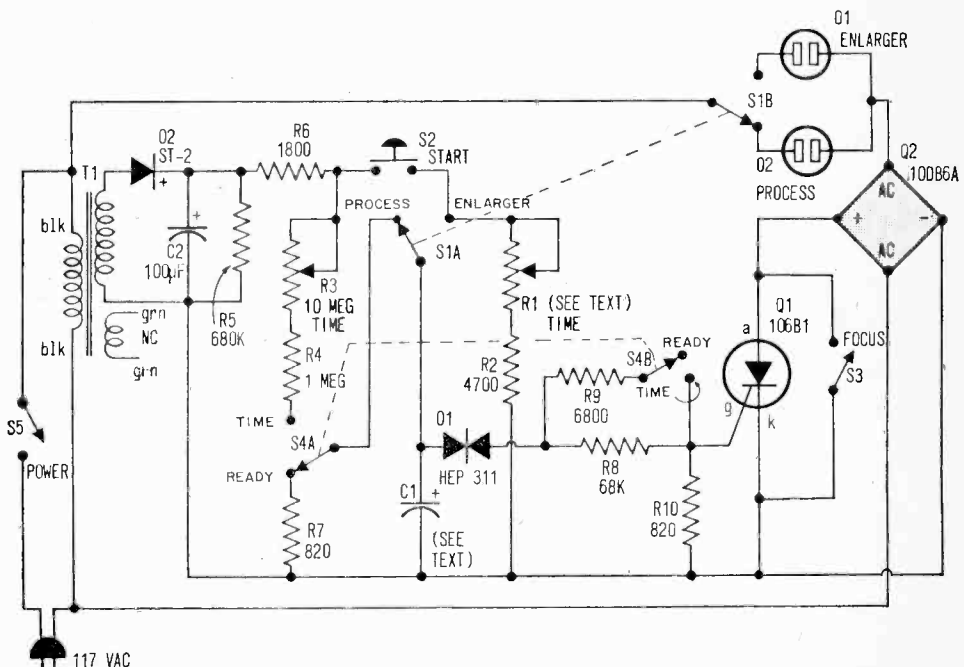 O1
ENLARGER
S1B
O2
PROCESS
Q2
10DB6A
AC
+
-
AC
T1
blk
blk
grn
NC
grn
D2
ST-2
+
R6
1800
S2
START
+
C2
100µF
R5
680K
PROCESS
ENLARGER
S1A
R3
10 MEG
TIME
R1 (SEE TEXT)
TIME
R4
1 MEG
R2
4700
TIME
S4A
READY
R7
820
D1
HEP 311
C1
+
(SEE
TEXT)
READY
S4B
TIME
R9
6800
R8
68K
R10
820
Q1
106B1
a
g
k
FOCUS
S3
S5
POWER
117 VAC